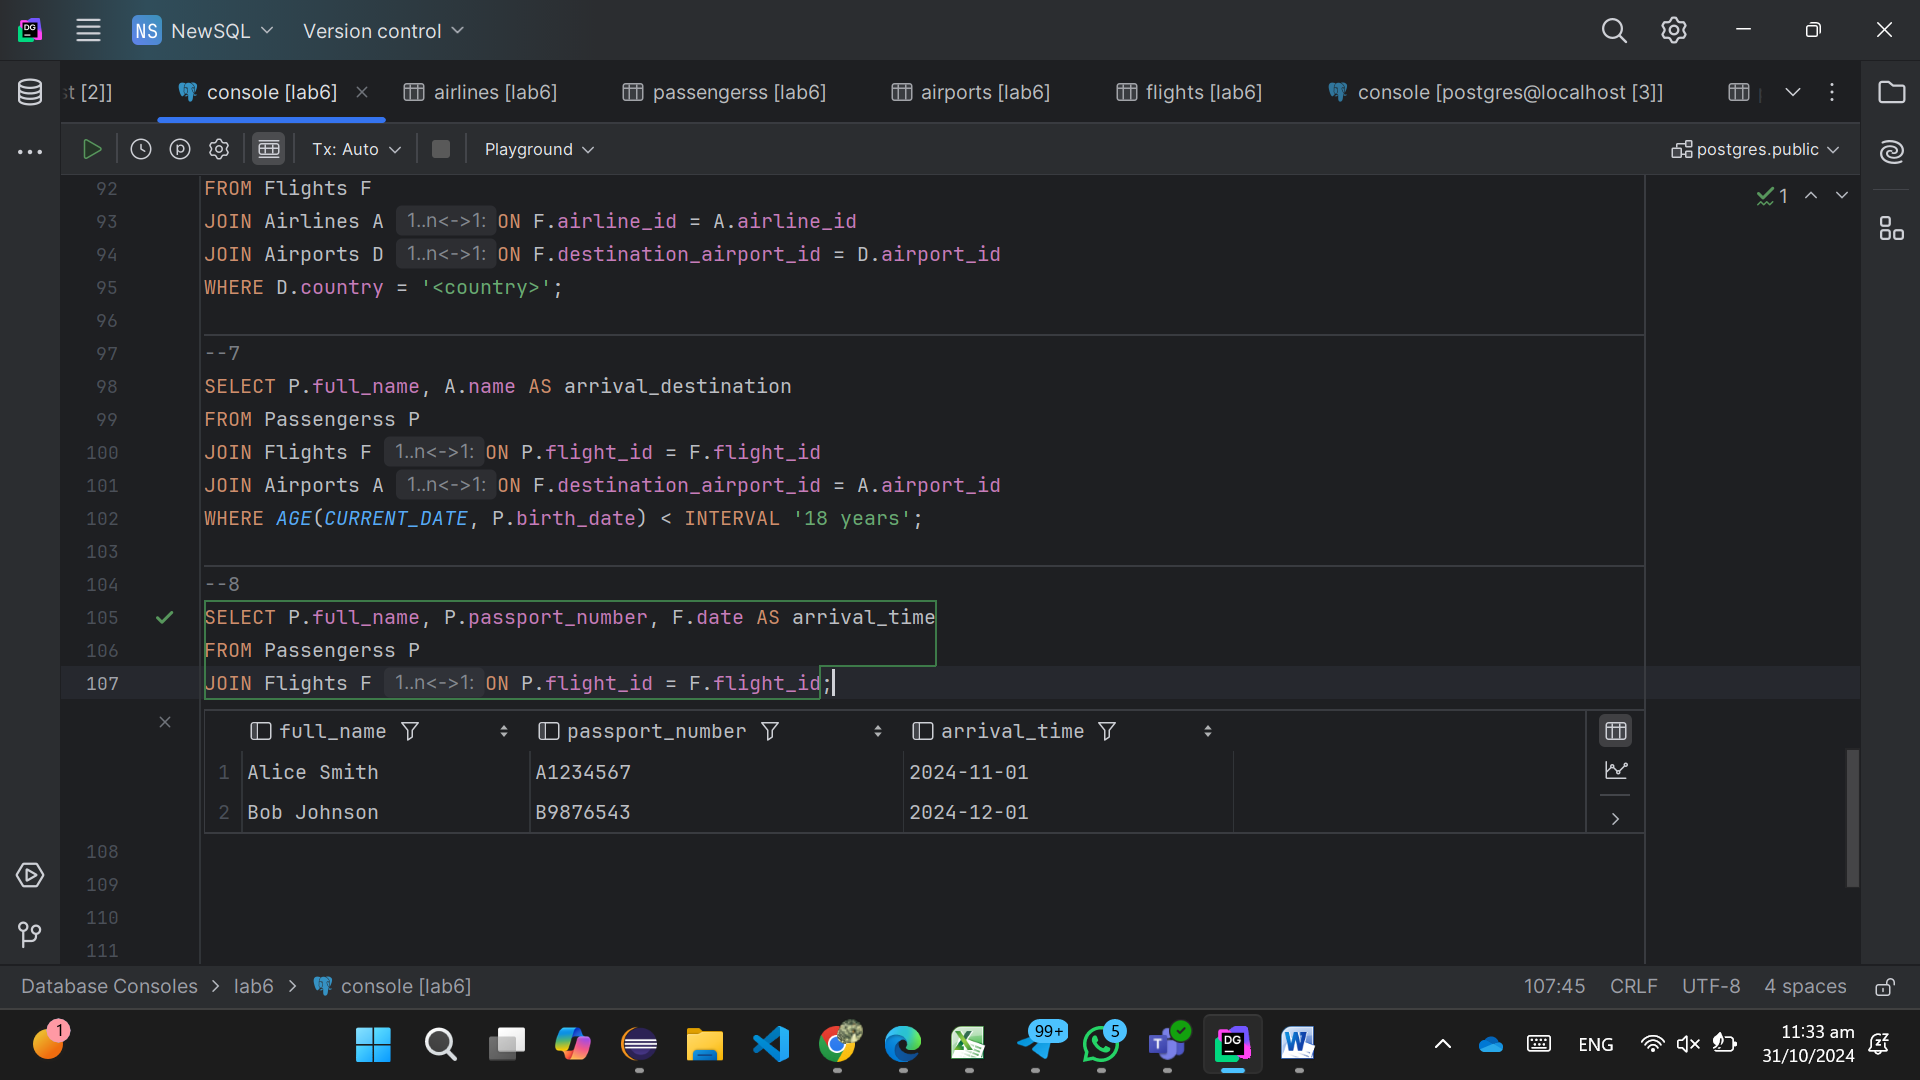 DG
NS NewSQL
Version control
st [2]]
console [lab6]
airlines [lab6]
passengerss [lab6]
airports [lab6]
flights [lab6]
console [postgres@localhost [3]]
Tx: Auto
Playground
postgres.public
1
92 FROM Flights F
93 JOIN Airlines A 1..n<->1: ON F.airline_id = A.airline_id
94 JOIN Airports D 1..n<->1: ON F.destination_airport_id = D.airport_id
95 WHERE D.country = '<country>';
96
97 --7
98 SELECT P.full_name, A.name AS arrival_destination
99 FROM Passengerss P
100 JOIN Flights F 1..n<->1: ON P.flight_id = F.flight_id
101 JOIN Airports A 1..n<->1: ON F.destination_airport_id = A.airport_id
102 WHERE AGE(CURRENT_DATE, P.birth_date) < INTERVAL '18 years';
103
104 --8
105 SELECT P.full_name, P.passport_number, F.date AS arrival_time
106 FROM Passengerss P
107 JOIN Flights F 1..n<->1: ON P.flight_id = F.flight_id;
full_name passport_number arrival_time
1 Alice Smith A1234567 2024-11-01
2 Bob Johnson B9876543 2024-12-01
108
109
110
111
Database Consoles > lab6 > console [lab6]
107:45 CRLF UTF-8 4 spaces
1
99+
5
T
DG
W
ENG
11:33 am
31/10/2024